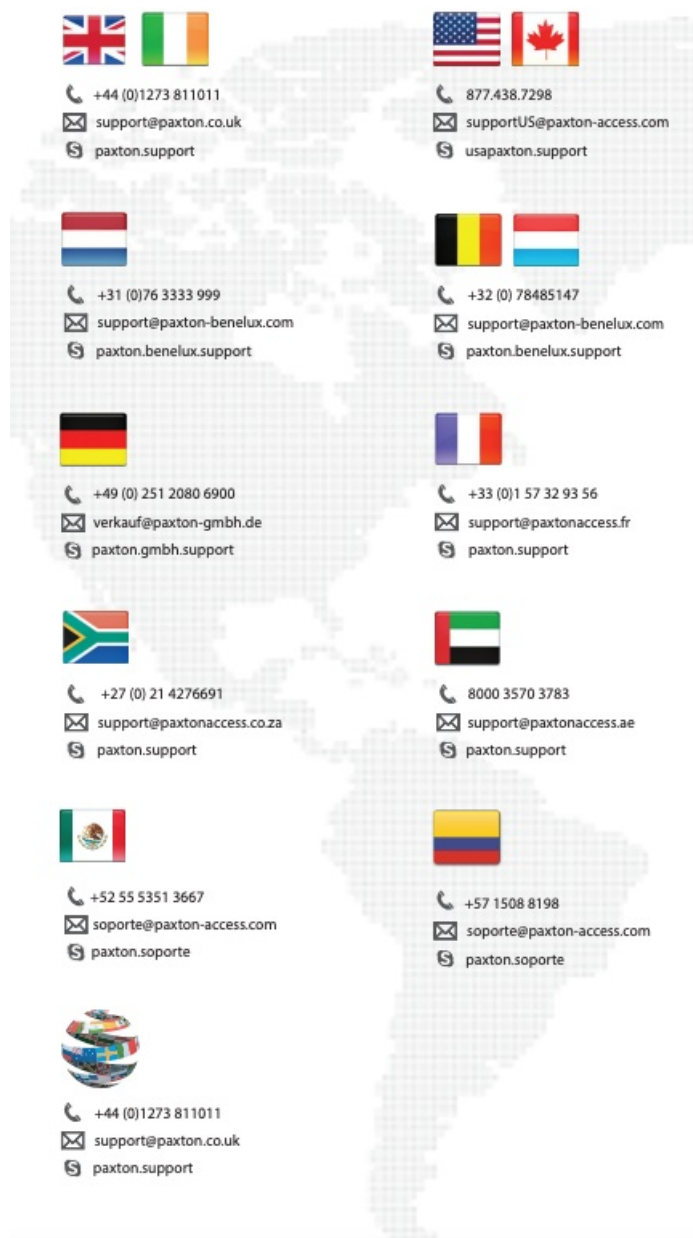 +44 (0)1273 811011
support@paxton.co.uk
paxton.support
877.438.7298
supportUS@paxton-access.com
usapaxton.support
+31 (0)76 3333 999
support@paxton-benelux.com
paxton.benelux.support
+32 (0) 78485147
support@paxton-benelux.com
paxton.benelux.support
+49 (0) 251 2080 6900
verkauf@paxton-gmbh.de
paxton.gmbh.support
+33 (0)1 57 32 93 56
support@paxtonaccess.fr
paxton.support
+27 (0) 21 4276691
support@paxtonaccess.co.za
paxton.support
8000 3570 3783
support@paxtonaccess.ae
paxton.support
+52 55 5351 3667
soporte@paxton-access.com
paxton.soporte
+57 1508 8198
soporte@paxton-access.com
paxton.soporte
+44 (0)1273 811011
support@paxton.co.uk
paxton.support